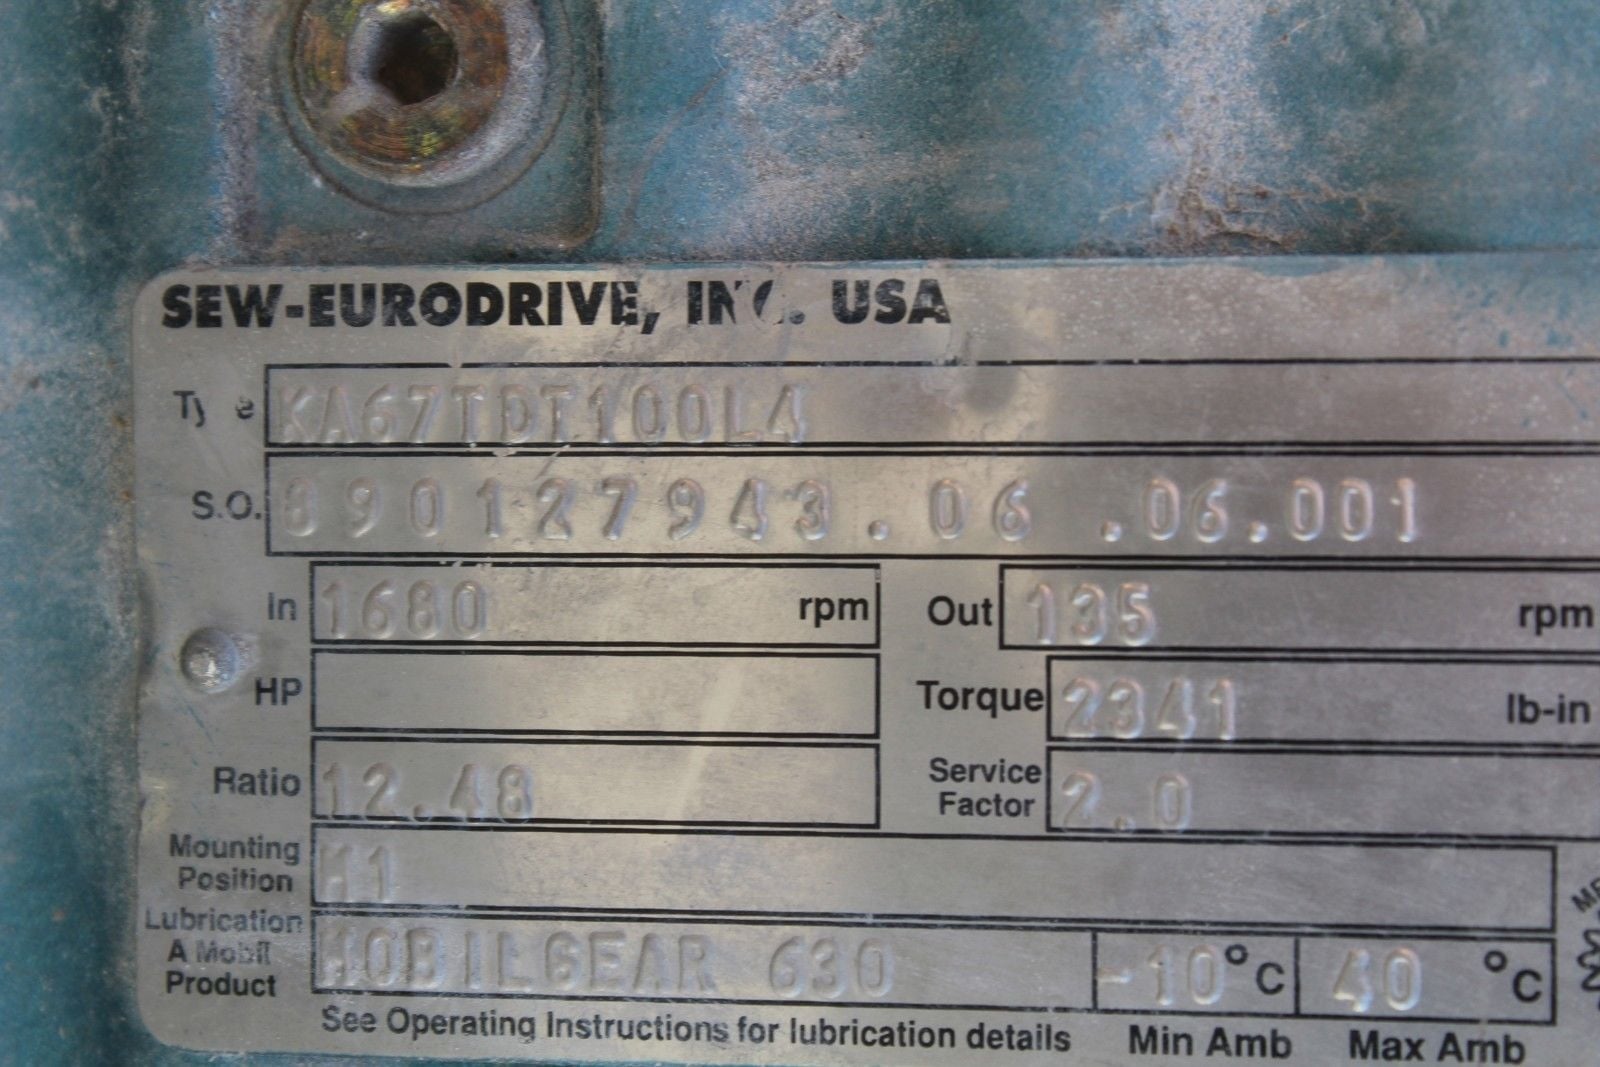 SEW-EURODRIVE, INC. USA
Type KA67TDT100L4
S.O. 890127943.06 .06.001
In 1680 rpm Out 135 rpm
HP Torque 2341 lb-in
Ratio 12.48 Service Factor 2.0
Mounting Position M1
Lubrication A Mobil Product MOBILGEAR 630 -10 °C 40 °C
See Operating Instructions for lubrication details Min Amb Max Amb